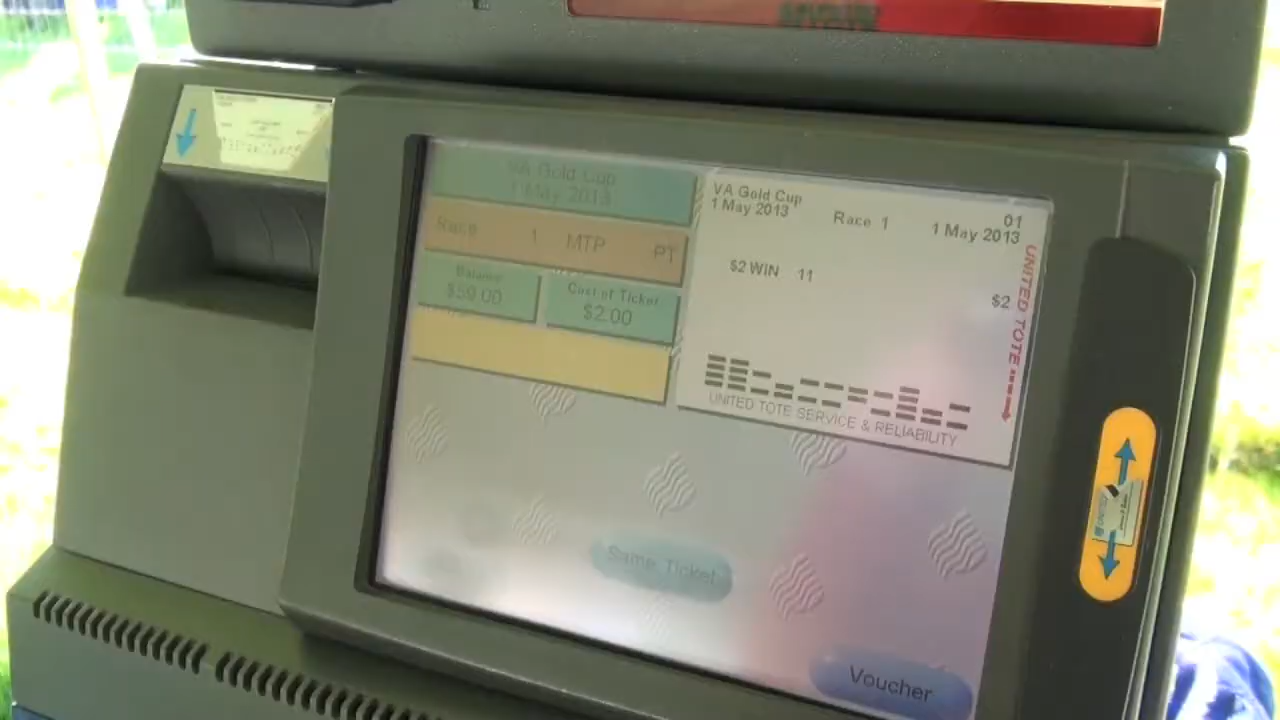 VA Gold Cup
1 May 2013
Race 1 MTP PT
Balance
$59.00
Cost of Ticket
$2.00
VA Gold Cup
1 May 2013
Race 1
01
1 May 2013
$2 WIN 11
$2
UNITED TOTE
UNITED TOTE SERVICE & RELIABILITY
Same Ticket
Voucher